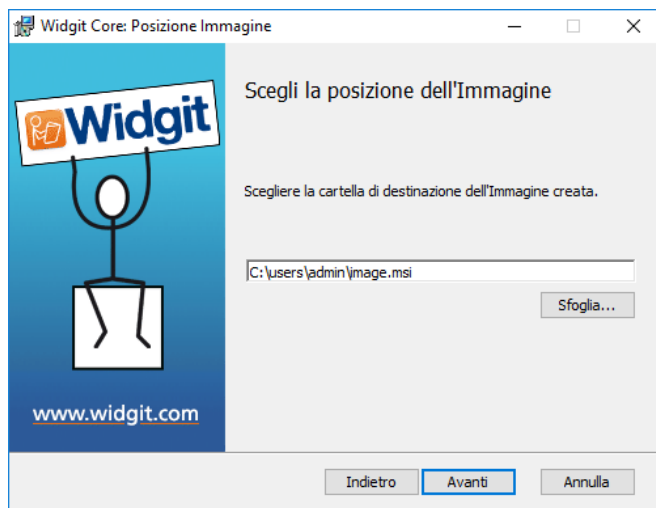 Widgit Core: Posizione Immagine
Widgit
Scegli la posizione dell'Immagine
Scegliere la cartella di destinazione dell'Immagine creata.
C:\users\admin\image.msi
Sfoglia...
www.widgit.com
Indietro
Avanti
Annulla